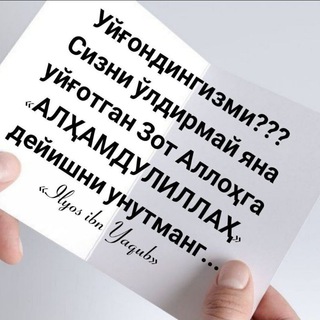 Уйғондингизми???
Сизни ўлдирмай яна
уйғотган Зот Аллоҳга
«АЛҲАМДУЛИЛЛАҲ»
дейишни унутманг...
«Ilyos ibn Yaqub»